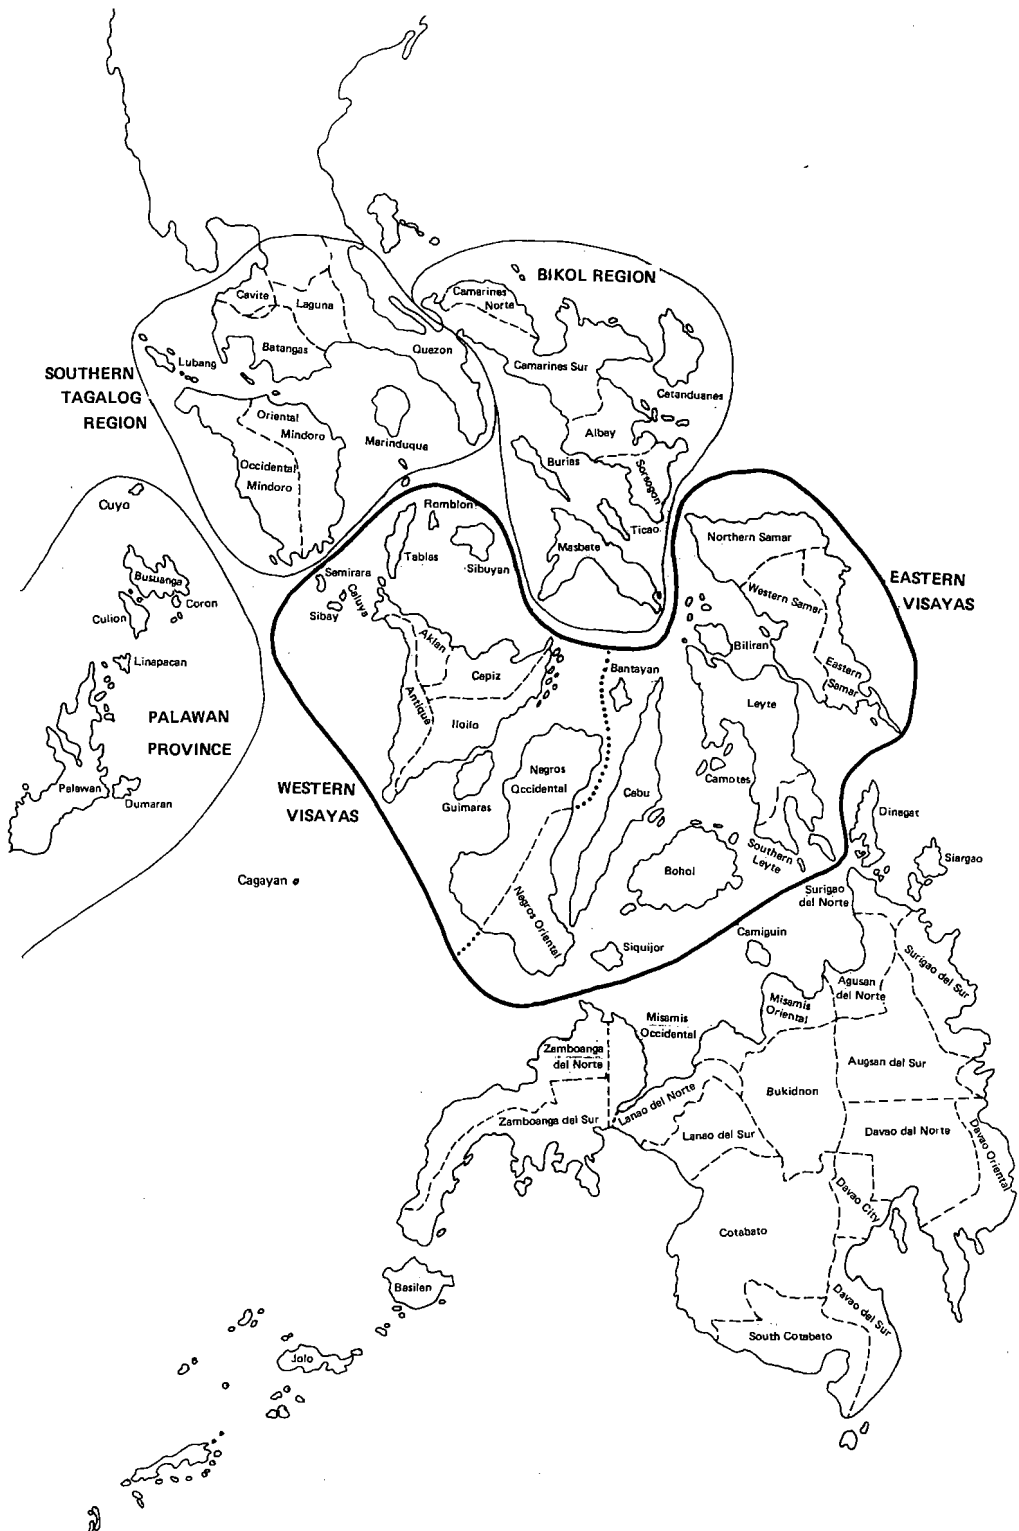 BIKOL REGION
Camarines
Norte
Cavite
Laguna
Quezon
Batangas
Lubang
Camarines Sur
SOUTHERN
TAGALOG
REGION
Catanduanes
Oriental
Mindoro
Marinduque
Albay
Occidental
Mindoro
Burias
Sorsogon
Cuyo
Romblon
Ticao
Northern Samar
Masbate
Tablas
Sibuyan
Semirara
Caluya
Sibay
Busuanga
Coron
Culion
EASTERN
VISAYAS
Western Samar
Biliran
Aklan
Linapacan
Capiz
Bantayan
Eastern
Samar
Antique
Leyte
PALAWAN
PROVINCE
Iloilo
Palawan
Dumaran
WESTERN
VISAYAS
Negros
Occidental
Guimaras
Cebu
Camotes
Dinagat
Siargao
Southern
Leyte
Bohol
Cagayan
Surigao
del Norte
Negros Oriental
Siquijor
Camiguin
Surigao del Sur
Agusan
del Norte
Misamis
Oriental
Misamis
Occidental
Zamboanga
del Norte
Augsan dal Sur
Bukidnon
Lanao del Norte
Zamboanga del Sur
Lanao del Sur
Davao dal Norte
Davao Oriental
Davao City
Cotabato
Basilen
Davao del Sur
South Cotabato
Jolo